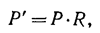 P′ = P · R,